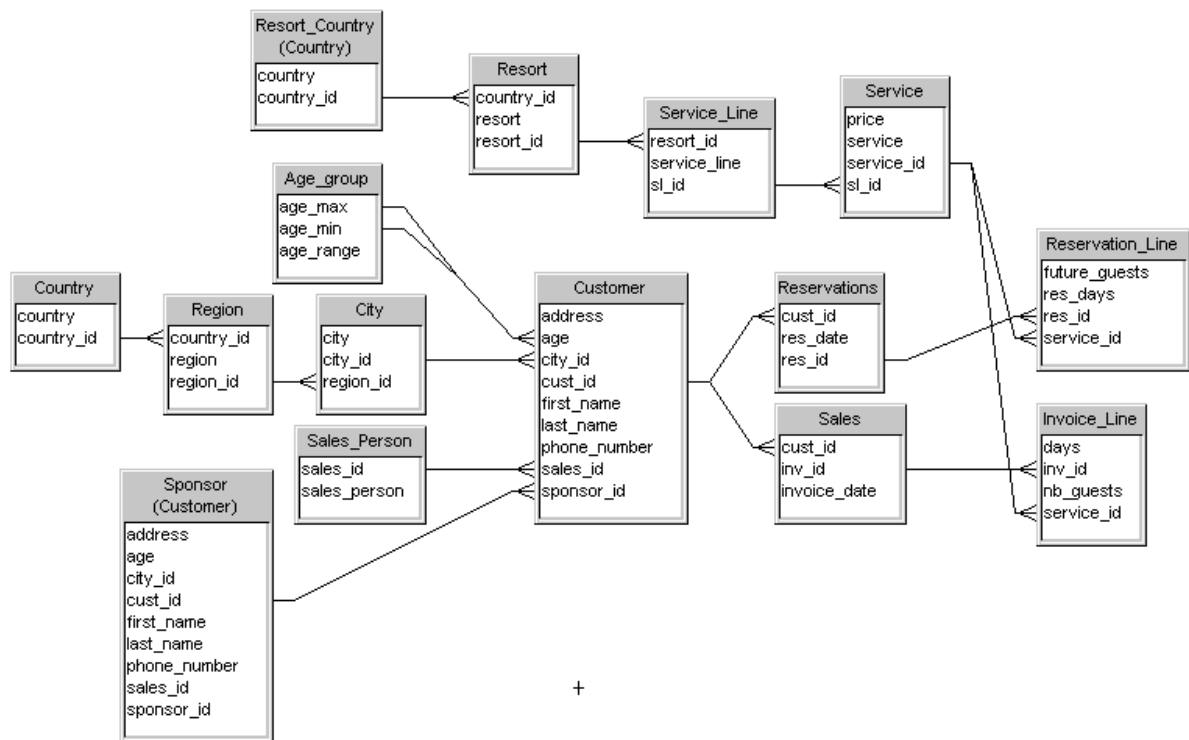 Resort_Country
(Country)
country
country_id
Resort
country_id
resort
resort_id
Service_Line
resort_id
service_line
sl_id
Service
price
service
service_id
sl_id
Age_group
age_max
age_min
age_range
Reservation_Line
future_guests
res_days
res_id
service_id
Country
country
country_id
Region
country_id
region
region_id
City
city
city_id
region_id
Customer
address
age
city_id
cust_id
first_name
last_name
phone_number
sales_id
sponsor_id
Reservations
cust_id
res_date
res_id
Sales
cust_id
inv_id
invoice_date
Invoice_Line
days
inv_id
nb_guests
service_id
Sales_Person
sales_id
sales_person
Sponsor
(Customer)
address
age
city_id
cust_id
first_name
last_name
phone_number
sales_id
sponsor_id